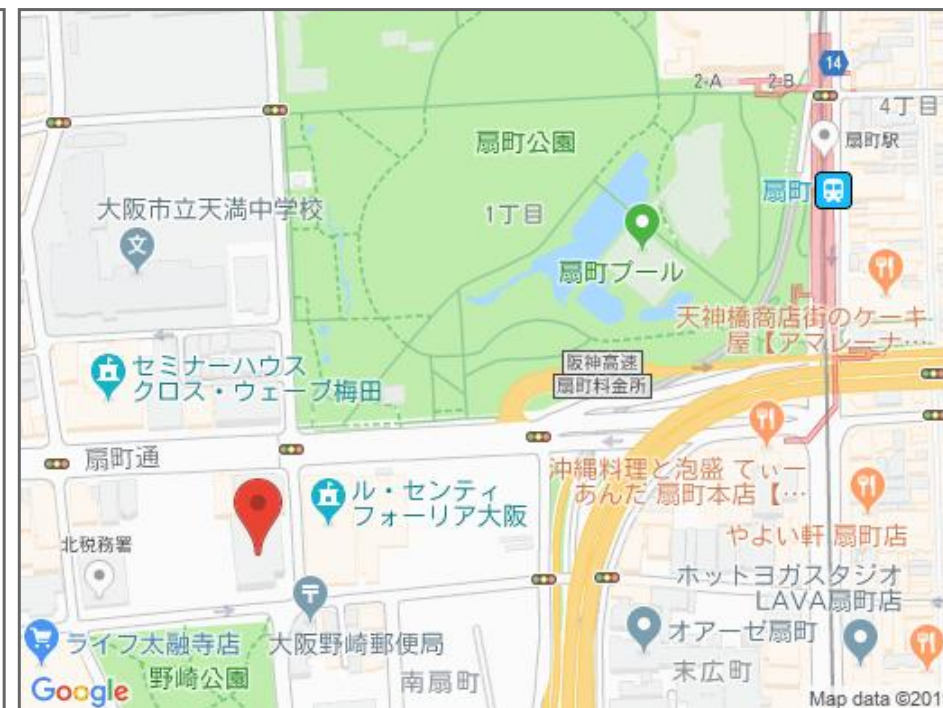 2-A
2-B
14
4丁目
扇町公園
扇町駅
扇町
大阪市立天満中学校
文
1丁目
扇町プール
天神橋商店街のケーキ
屋【アマレーナ…
セミナーハウス
クロス・ウェーブ梅田
阪神高速
扇町料金所
扇町通
沖縄料理と泡盛 てぃー
あんだ 扇町本店【…
ル・センティ
フォーリア大阪
やよい軒 扇町店
北税務署
ホットヨガスタジオ
LAVA扇町店
〒
オアーゼ扇町
ライフ太融寺店
大阪野崎郵便局
末広町
野崎公園
南扇町
Google
Map data ©201